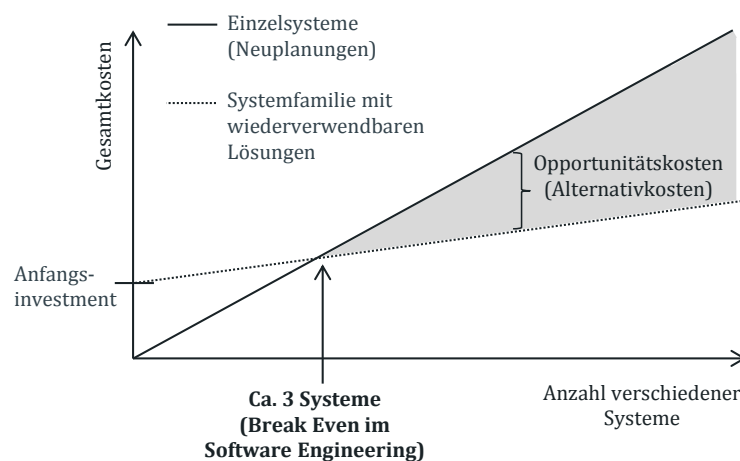 Einzelsysteme
(Neuplanungen)
Systemfamilie mit
wiederverwendbaren
Lösungen
Gesamtkosten
Opportunitätskosten
(Alternativkosten)
Anfangs-
investment
Ca. 3 Systeme
(Break Even im
Software Engineering)
Anzahl verschiedener
Systeme